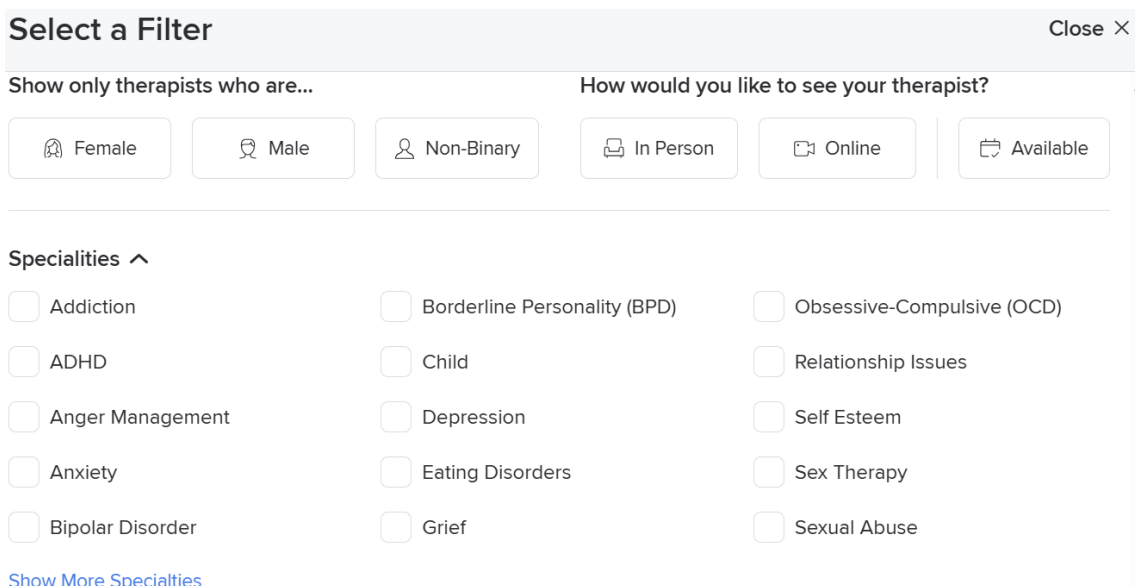 Select a Filter
Close
Show only therapists who are...
How would you like to see your therapist?
Female
Male
Non-Binary
In Person
Online
Available
Specialities
Addiction
Borderline Personality (BPD)
Obsessive-Compulsive (OCD)
ADHD
Child
Relationship Issues
Anger Management
Depression
Self Esteem
Anxiety
Eating Disorders
Sex Therapy
Bipolar Disorder
Grief
Sexual Abuse
Show More Specialties